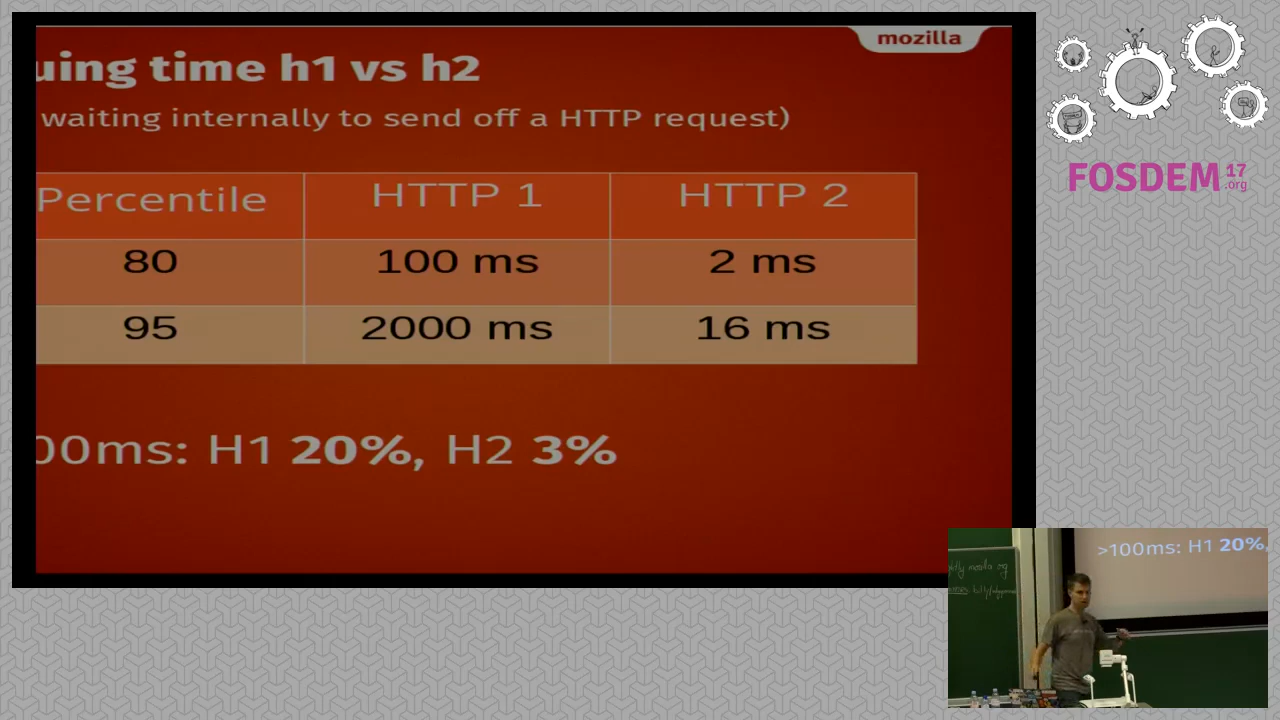 mozilla
uing time h1 vs h2
waiting internally to send off a HTTP request)
Percentile HTTP 1 HTTP 2
80 100 ms 2 ms
95 2000 ms 16 ms
00ms: H1 20%, H2 3%
FOSDEM 17
.org
>100ms: H1 20%,
mozilla org